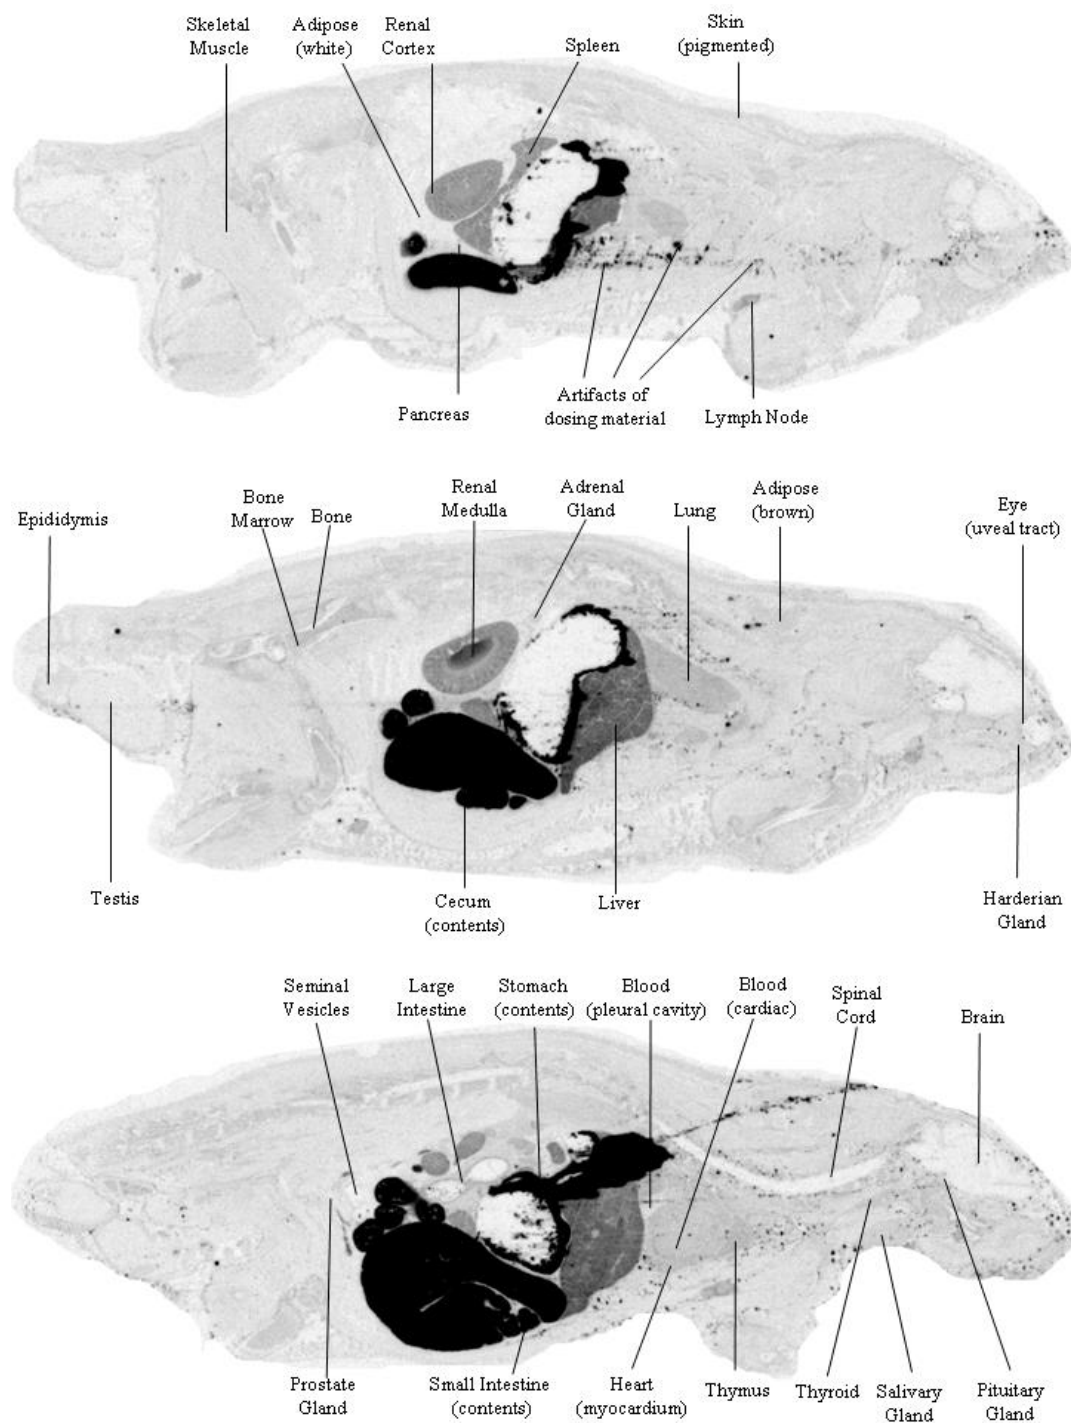 Skeletal
Muscle
Adipose
(white)
Renal
Cortex
Spleen
Skin
(pigmented)
Pancreas
Artifacts of
dosing material
Lymph Node
Epididymis
Bone
Marrow
Bone
Renal
Medulla
Adrenal
Gland
Lung
Adipose
(brown)
Eye
(uveal tract)
Testis
Cecum
(contents)
Liver
Harderian
Gland
Seminal
Vesicles
Large
Intestine
Stomach
(contents)
Blood
(pleural cavity)
Blood
(cardiac)
Spinal
Cord
Brain
Prostate
Gland
Small Intestine
(contents)
Heart
(myocardium)
Thymus
Thyroid
Salivary
Gland
Pituitary
Gland